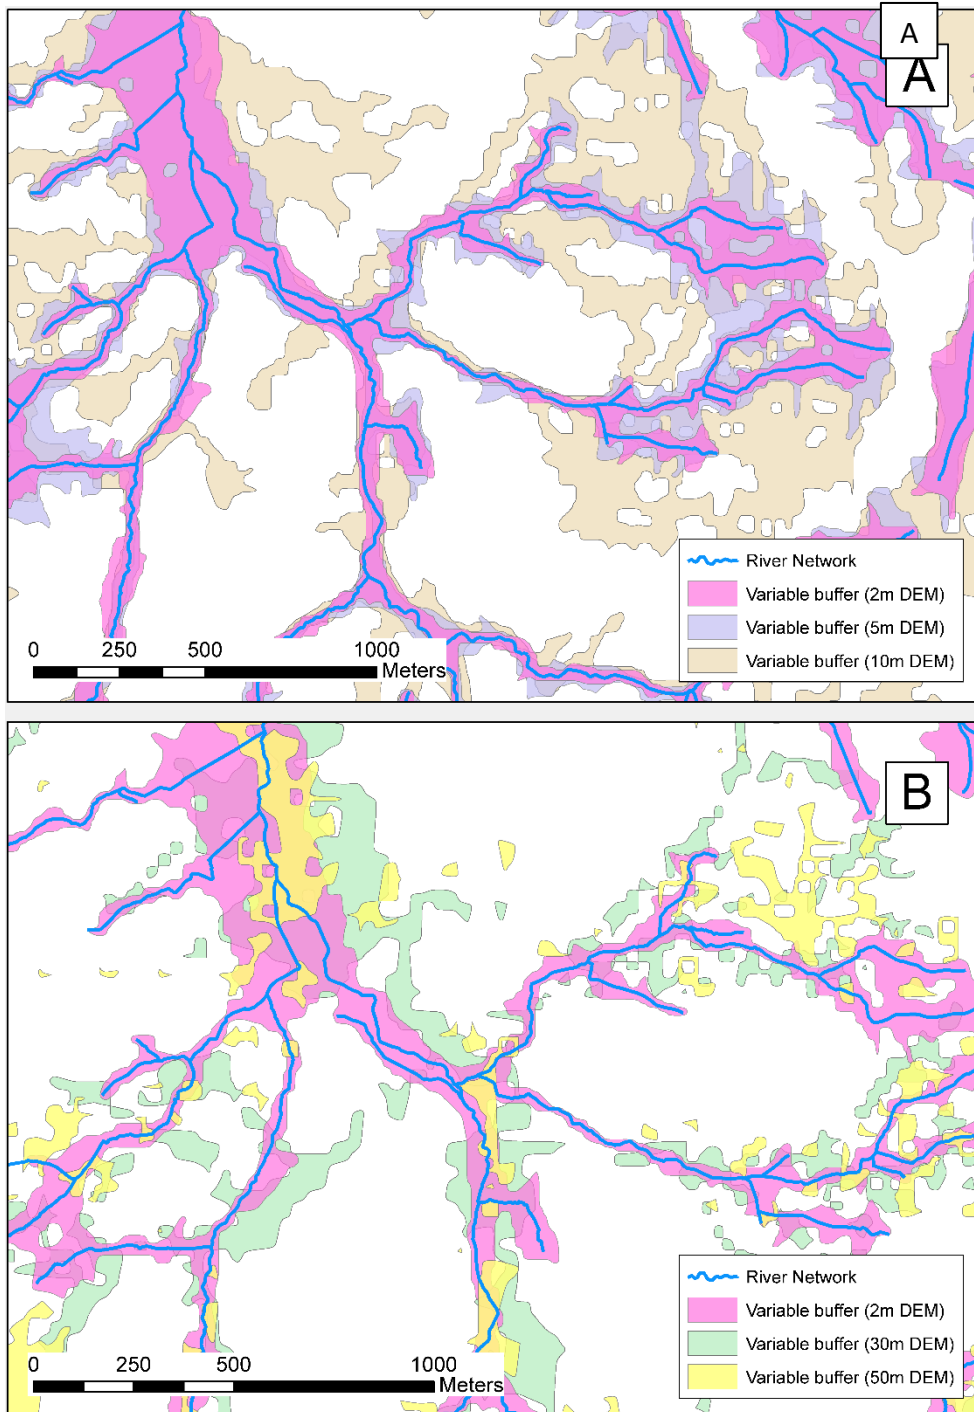 A
A
River Network
Variable buffer (2m DEM)
Variable buffer (5m DEM)
Variable buffer (10m DEM)
0 250 500 1000
Meters
B
River Network
Variable buffer (2m DEM)
Variable buffer (30m DEM)
Variable buffer (50m DEM)
0 250 500 1000
Meters